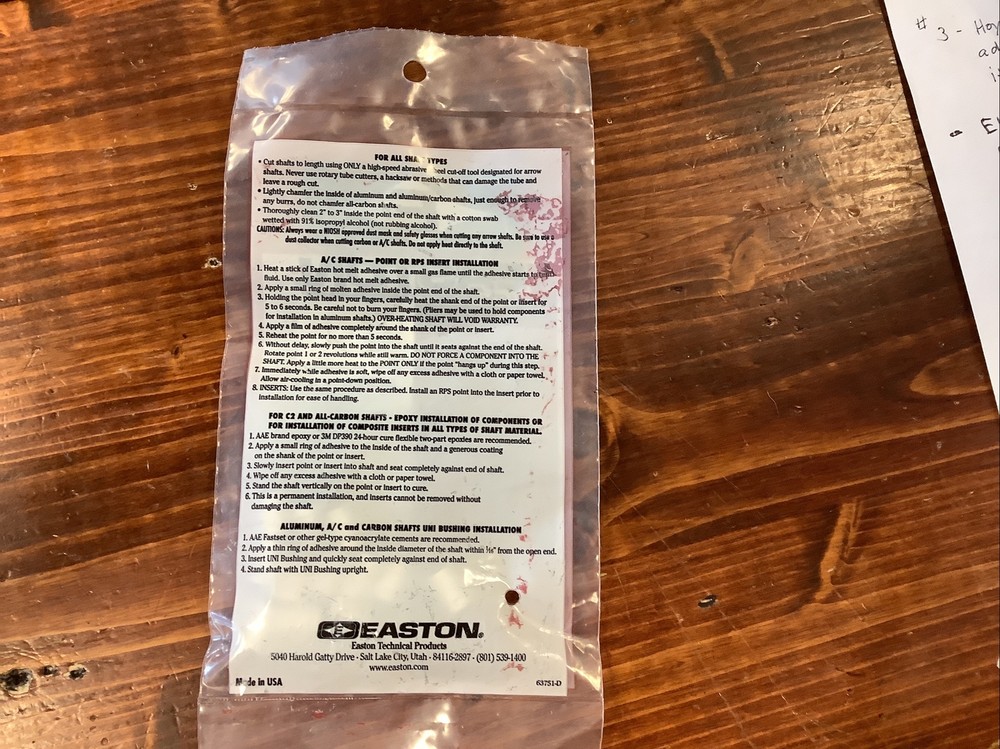 FOR ALL SHAFT TYPES
• Cut shafts to length using ONLY a high-speed abrasive wheel cut-off tool designated for arrow
shafts. Never use rotary tube cutters, a hacksaw or methods that can damage the tube and
leave a rough cut.
• Lightly chamfer the inside of aluminum and aluminum/carbon shafts, just enough to remove
any burrs, do not chamfer all-carbon shafts.
• Thoroughly clean 2" to 3" inside the point end of the shaft with a cotton swab
wetted with 91% isopropyl alcohol (not rubbing alcohol).
CAUTIONS: Always wear a NIOSH approved dust mask and safety glasses when cutting any arrow shafts. Be sure to use a
dust collector when cutting carbon or A/C shafts. Do not apply heat directly to the shaft.
A/C SHAFTS — POINT OR RPS INSERT INSTALLATION
1. Heat a stick of Easton hot melt adhesive over a small gas flame until the adhesive starts to turn
fluid. Use only Easton brand hot melt adhesive.
2. Apply a small ring of molten adhesive inside the point end of the shaft.
3. Holding the point head in your fingers, carefully heat the shank end of the point or insert for
5 to 6 seconds. Be careful not to burn your fingers. (Pliers may be used to hold components
for installation in aluminum shafts.) OVER-HEATING SHAFT WILL VOID WARRANTY.
4. Apply a film of adhesive completely around the shank of the point or insert.
5. Reheat the point for no more than 5 seconds.
6. Without delay, slowly push the point into the shaft until it seats against the end of the shaft.
Rotate point 1 or 2 revolutions while still warm. DO NOT FORCE A COMPONENT INTO THE
SHAFT. Apply a little more heat to the POINT ONLY if the point "hangs up" during this step.
7. Immediately while adhesive is soft, wipe off any excess adhesive with a cloth or paper towel.
Allow air-cooling in a point-down position.
8. INSERTS: Use the same procedure as described. Install an RPS point into the insert prior to
installation for ease of handling.
FOR C2 AND ALL-CARBON SHAFTS - EPOXY INSTALLATION OF COMPONENTS OR
FOR INSTALLATION OF COMPOSITE INSERTS IN ALL TYPES OF SHAFT MATERIAL.
1. AAE brand epoxy or 3M DP390 24-hour cure flexible two-part epoxies are recommended.
2. Apply a small ring of adhesive to the inside of the shaft and a generous coating
on the shank of the point or insert.
3. Slowly insert point or insert into shaft and seat completely against end of shaft.
4. Wipe off any excess adhesive with a cloth or paper towel.
5. Stand the shaft vertically on the point or insert to cure.
6. This is a permanent installation, and inserts cannot be removed without
damaging the shaft.
ALUMINUM, A/C and CARBON SHAFTS UNI BUSHING INSTALLATION
1. AAE Fastset or other gel-type cyanoacrylate cements are recommended.
2. Apply a thin ring of adhesive around the inside diameter of the shaft within 1/16" from the open end.
3. Insert UNI Bushing and quickly seat completely against end of shaft.
4. Stand shaft with UNI Bushing upright.
EASTON®
Easton Technical Products
5040 Harold Gatty Drive - Salt Lake City, Utah - 84116-2897 - (801) 539-1400
www.easton.com
Made in USA
63751-D
# 3 -